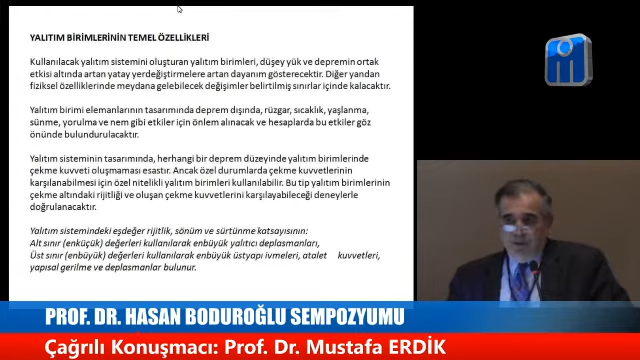 YALITIM BİRİMLERİNİN TEMEL ÖZELLİKLERİ
Kullanılacak yalıtım sistemini oluşturan yalıtım birimleri, düşey yük ve depremin ortak
etkisi altında artan yatay yerdeğiştirmelere artan dayanım gösterecektir. Diğer yandan
fiziksel özelliklerinde meydana gelebilecek değişimler belirtilmiş sınırlar içinde kalacaktır.
Yalıtım birimi elemanlarının tasarımında deprem dışında, rüzgar, sıcaklık, yaşlanma,
sünme, yorulma ve nem gibi etkiler için önlem alınacak ve hesaplarda bu etkiler göz
önünde bulundurulacaktır.
Yalıtım sisteminin tasarımında, herhangi bir deprem düzeyinde yalıtım birimlerinde
çekme kuvveti oluşmaması esastır. Ancak özel durumlarda çekme kuvvetlerinin
karşılanabilmesi için özel nitelikli yalıtım birimleri kullanılabilir. Bu tip yalıtım birimlerinin
çekme altındaki rijitliği ve oluşan çekme kuvvetlerini karşılayabileceği deneylerle
doğrulanacaktır.
Yalıtım sistemindeki eşdeğer rijitlik, sönüm ve sürtünme katsayısının:
Alt sınır (enküçük) değerleri kullanılarak enbüyük yalıtıcı deplasmanları,
Üst sınır (enbüyük) değerleri kullanılarak enbüyük üstyapı ivmeleri, atalet kuvvetleri,
yapısal gerilme ve deplasmanlar bulunur.
PROF. DR. HASAN BODUROĞLU SEMPOZYUMU
Çağrılı Konuşmacı: Prof. Dr. Mustafa ERDİK